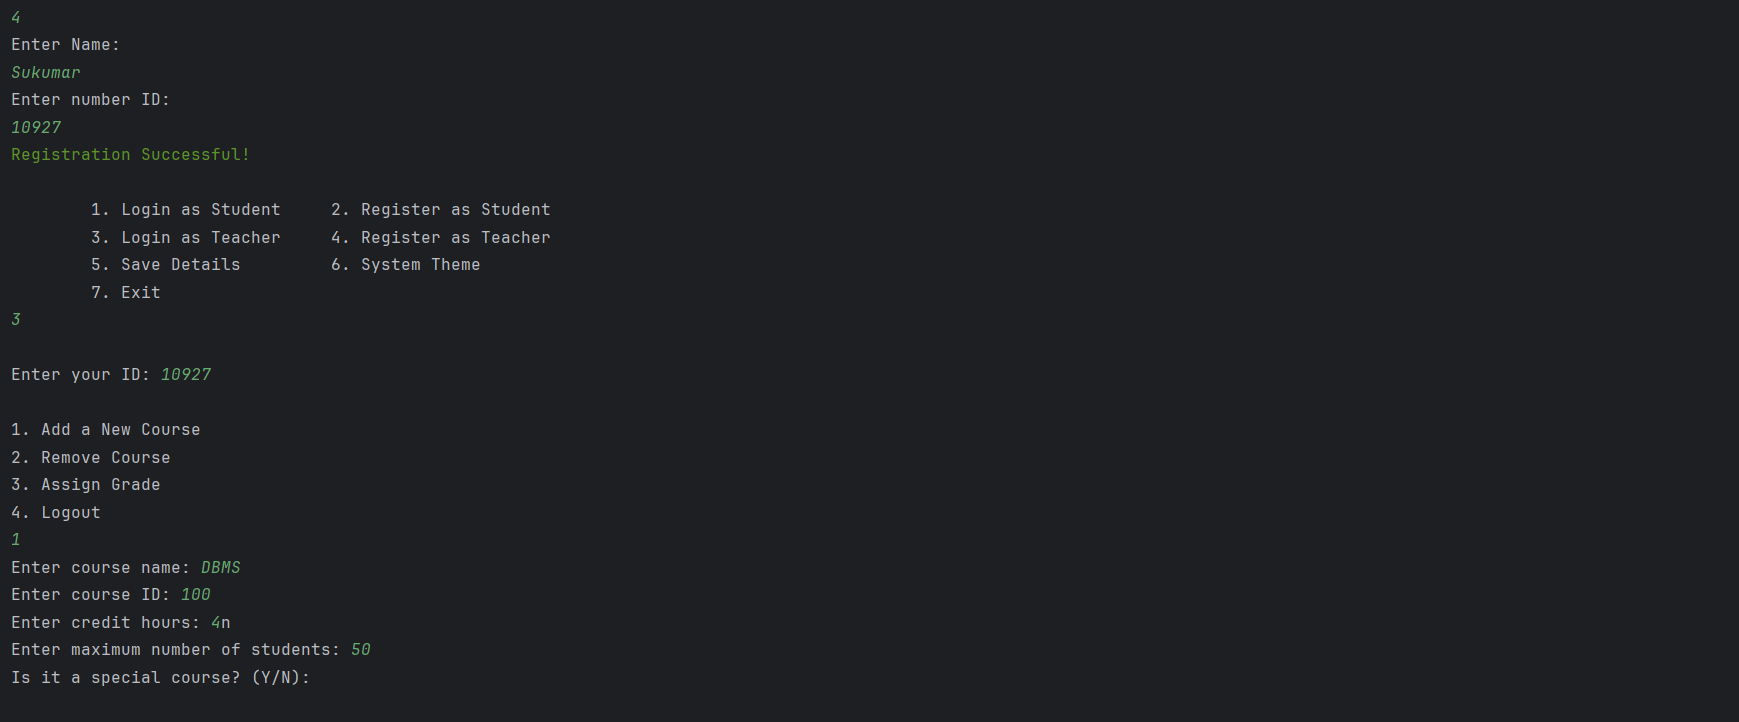 4
Enter Name:
Sukumar
Enter number ID:
10927
Registration Successful!
1. Login as Student     2. Register as Student
3. Login as Teacher     4. Register as Teacher
5. Save Details         6. System Theme
7. Exit
3
Enter your ID: 10927
1. Add a New Course
2. Remove Course
3. Assign Grade
4. Logout
1
Enter course name: DBMS
Enter course ID: 100
Enter credit hours: 4n
Enter maximum number of students: 50
Is it a special course? (Y/N):